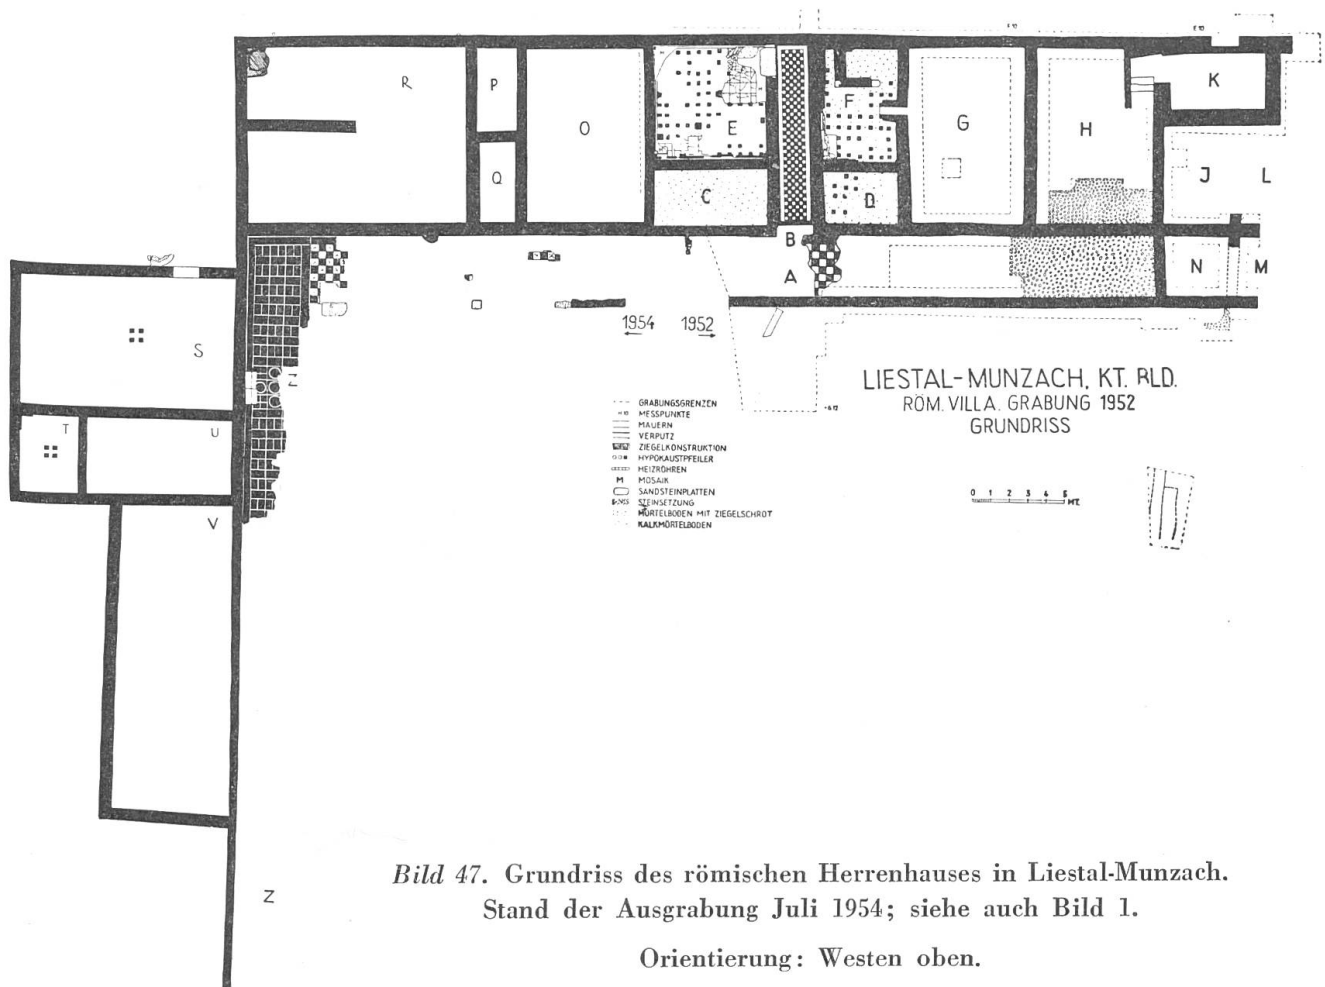 R
P
O
E
F
G
H
K
Q
C
D
J
L
B
A
N
M
1954
1952
S
T
U
V
Z
Z
LIESTAL-MUNZACH, KT. BLD.
RÖM. VILLA. GRABUNG 1952
GRUNDRISS
GRABUNGSGRENZEN
MESSPUNKTE
MAUERN
VERPUTZ
ZIEGELKONSTRUKTION
HYPOKAUSTPFEILER
HEIZRÖHREN
M MOSAIK
SANDSTEINPLATTEN
STEINSETZUNG
MÖRTELBODEN MIT ZIEGELSCHROT
KALKMÖRTELBODEN
0 1 2 3 4 5
MT.
Bild 47. Grundriss des römischen Herrenhauses in Liestal-Munzach.
Stand der Ausgrabung Juli 1954; siehe auch Bild 1.
Orientierung: Westen oben.